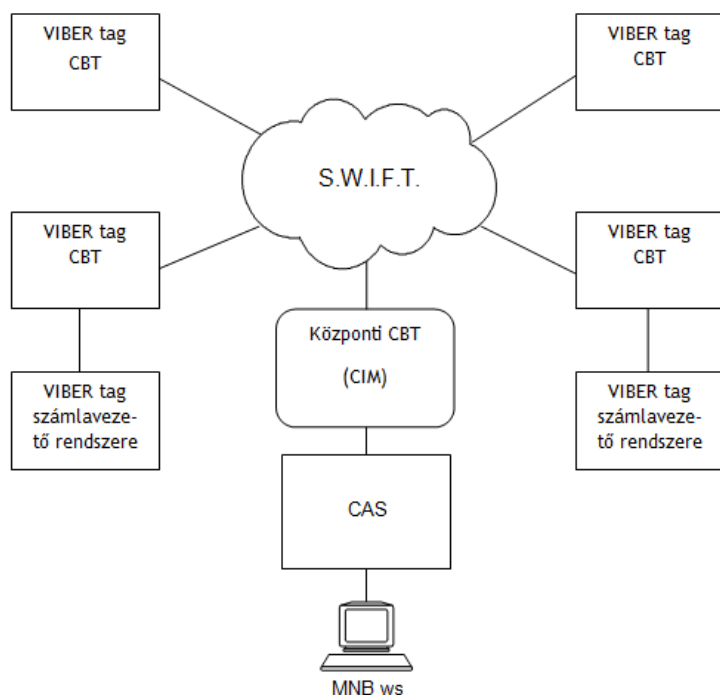 VIBER tag
CBT
VIBER tag
CBT
S.W.I.F.T.
VIBER tag
CBT
VIBER tag
CBT
Központi CBT
(CIM)
VIBER tag
számlaveze-
tő rendszere
VIBER tag
számlaveze-
tő rendszere
CAS
MNB ws